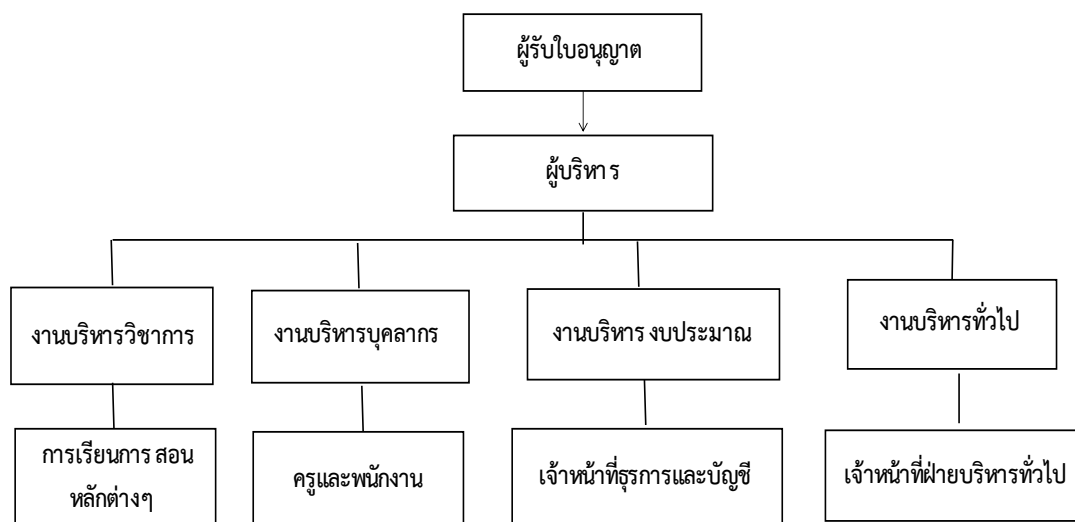 ผู้รับใบอนุญาต
ผู้บริหาร
งานบริหารวิชาการ
งานบริหารบุคลากร
งานบริหาร งบประมาณ
งานบริหารทั่วไป
การเรียนการ สอน
หลักต่างๆ
ครูและพนักงาน
เจ้าหน้าที่ธุรการและบัญชี
เจ้าหน้าที่ฝ่ายบริหารทั่วไป